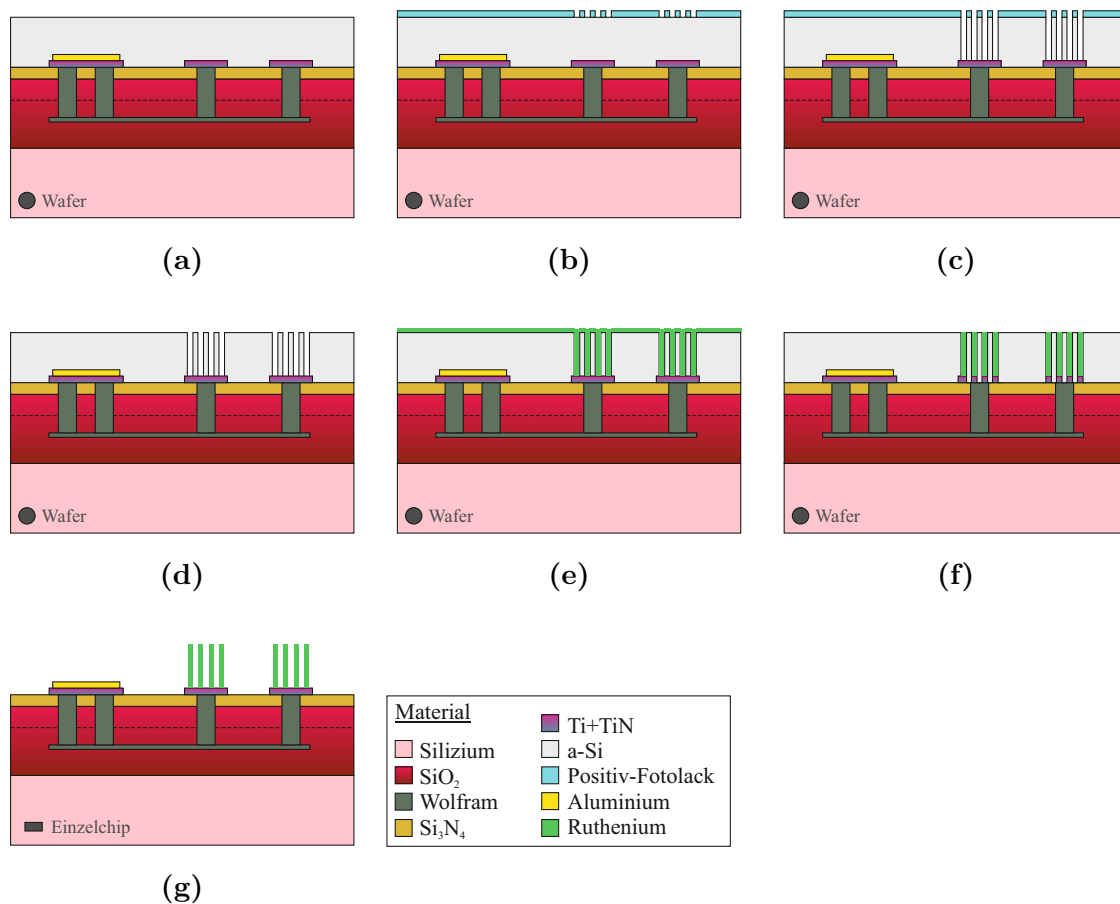 Wafer
Wafer
Wafer
(a)
(b)
(c)
Wafer
Wafer
Wafer
(d)
(e)
(f)
Einzelchip
(g)
Material
Silizium
SiO₂
Wolfram
Si₃N₄
Ti+TiN
a-Si
Positiv-Fotolack
Aluminium
Ruthenium